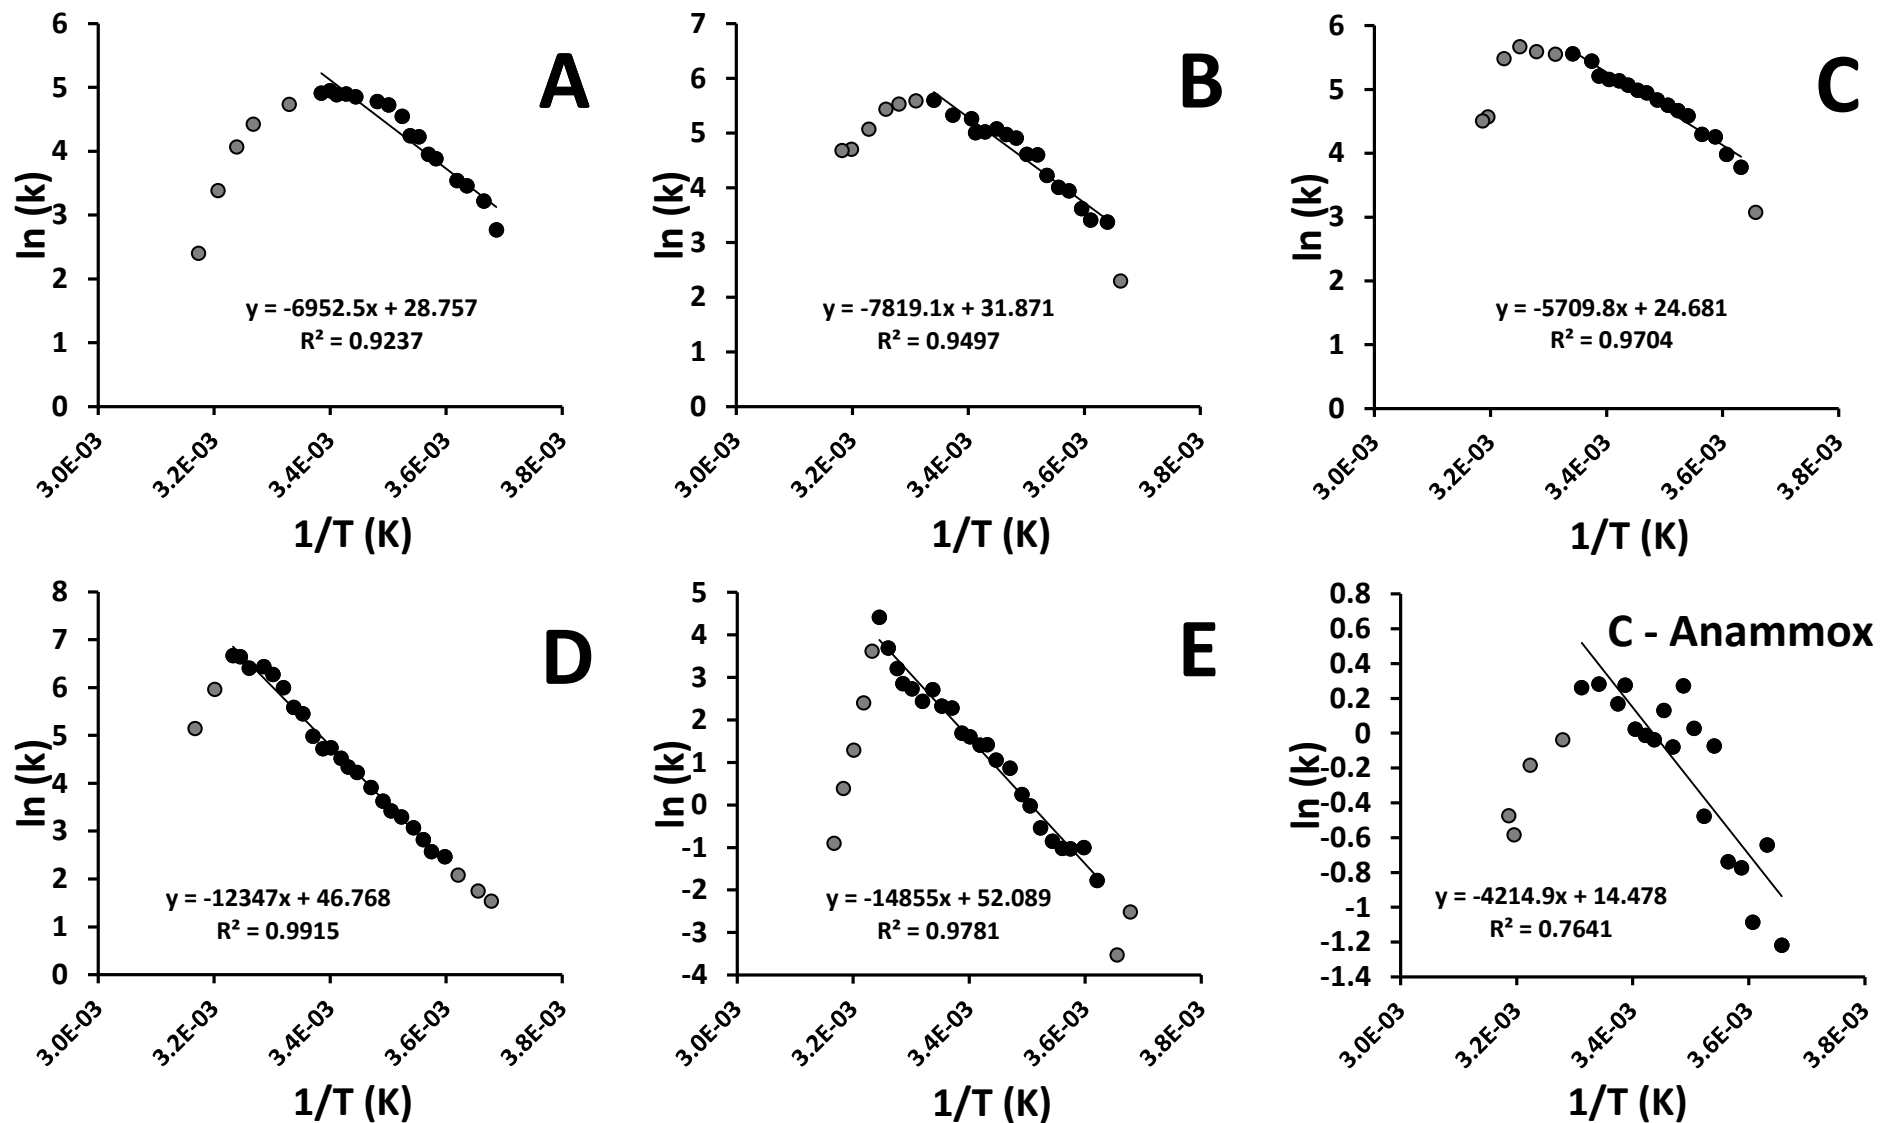 A
ln (k)
6
5
4
3
2
1
0
y = -6952.5x + 28.757
R² = 0.9237
3.0E-03
3.2E-03
3.4E-03
3.6E-03
3.8E-03
1/T (K)
B
ln (k)
7
6
5
4
3
2
1
0
y = -7819.1x + 31.871
R² = 0.9497
3.0E-03
3.2E-03
3.4E-03
3.6E-03
3.8E-03
1/T (K)
C
ln (k)
6
5
4
3
2
1
0
y = -5709.8x + 24.681
R² = 0.9704
3.0E-03
3.2E-03
3.4E-03
3.6E-03
3.8E-03
1/T (K)
D
ln (k)
8
7
6
5
4
3
2
1
0
y = -12347x + 46.768
R² = 0.9915
3.0E-03
3.2E-03
3.4E-03
3.6E-03
3.8E-03
1/T (K)
E
ln (k)
5
4
3
2
1
0
-1
-2
-3
-4
y = -14855x + 52.089
R² = 0.9781
3.0E-03
3.2E-03
3.4E-03
3.6E-03
3.8E-03
1/T (K)
C - Anammox
ln (k)
0.8
0.6
0.4
0.2
0
-0.2
-0.4
-0.6
-0.8
-1
-1.2
-1.4
y = -4214.9x + 14.478
R² = 0.7641
3.0E-03
3.2E-03
3.4E-03
3.6E-03
3.8E-03
1/T (K)